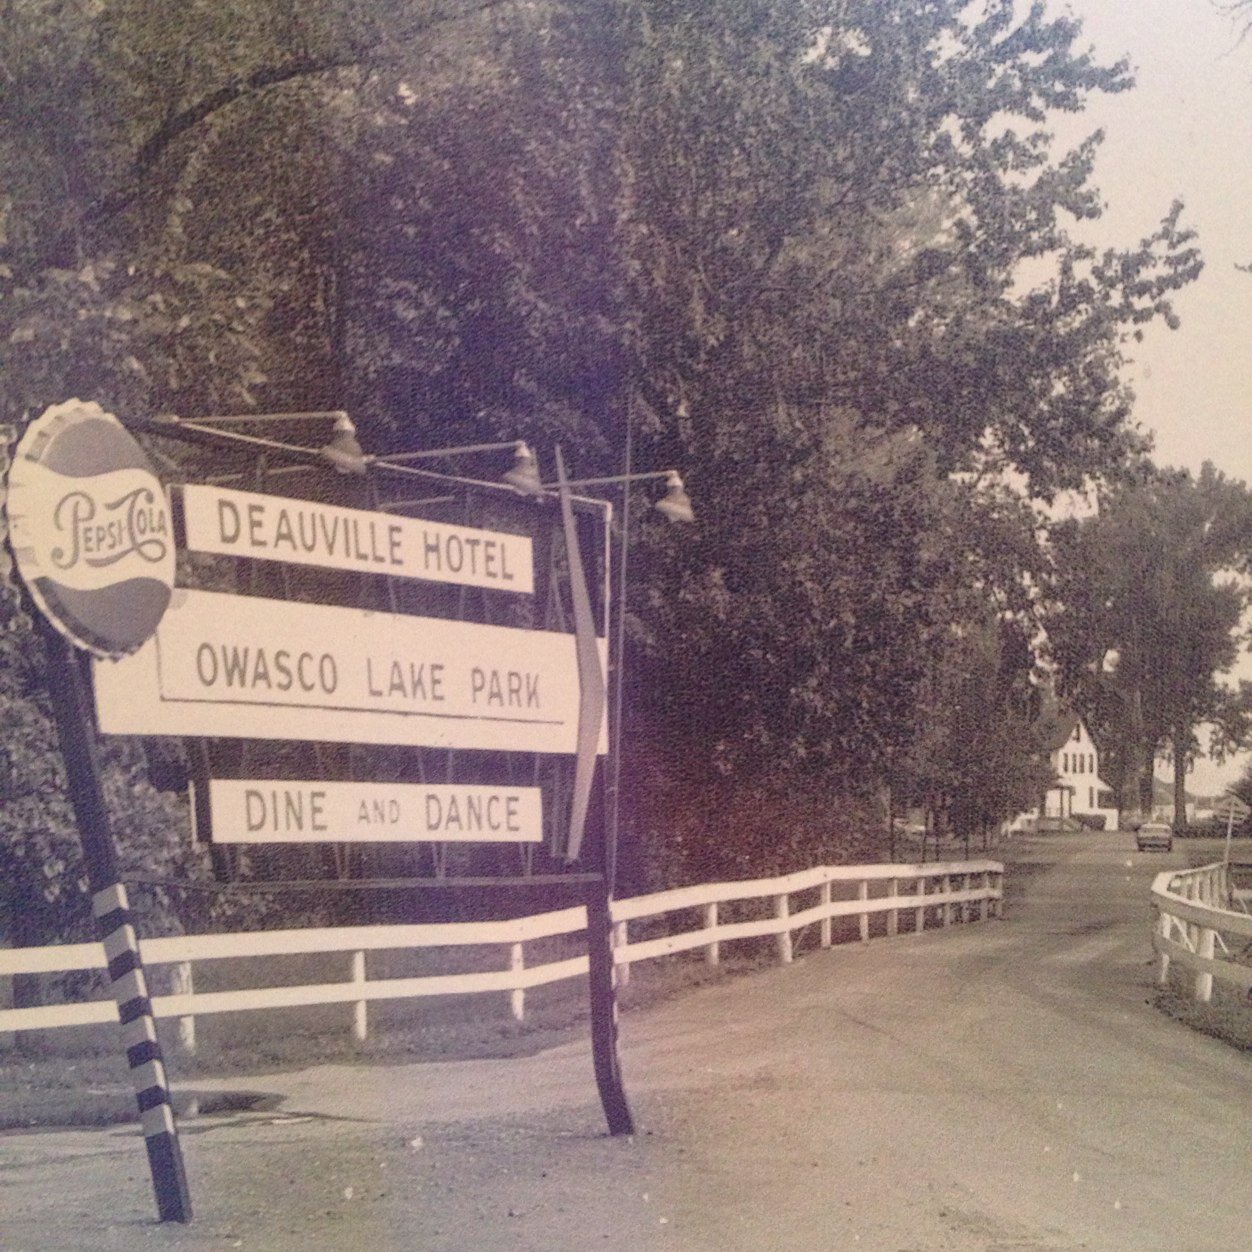 PEPSI-COLA
DEAUVILLE HOTEL
OWASCO LAKE PARK
DINE AND DANCE